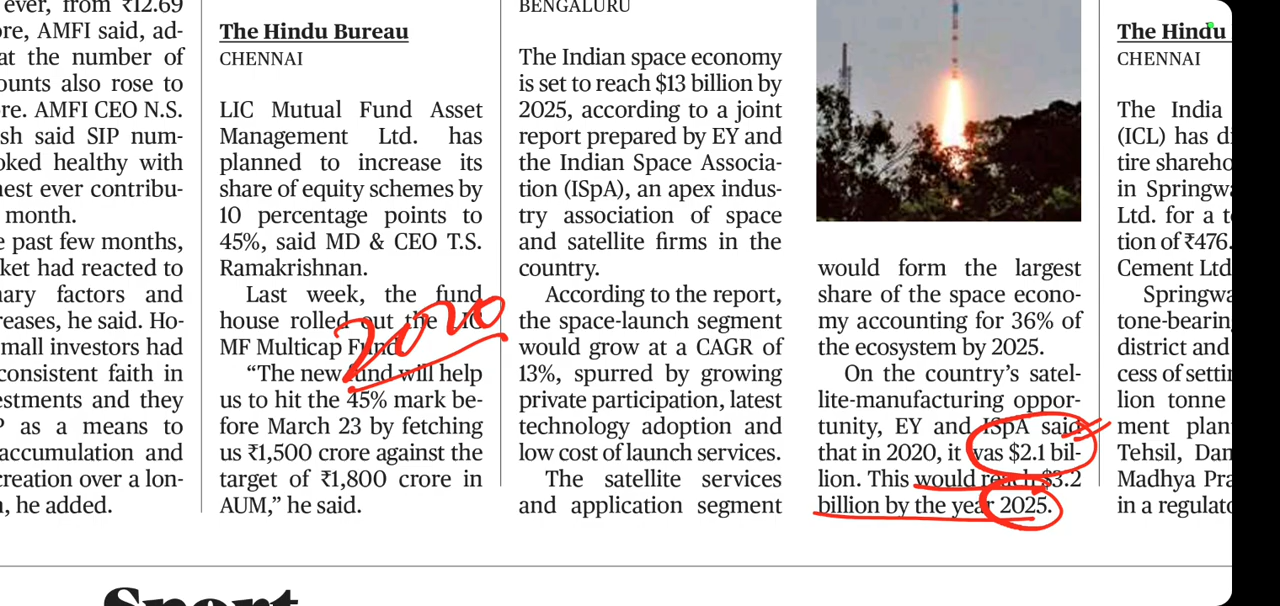 ever, from ₹12.69
ore, AMFI said, ad-
at the number of
ounts also rose to
ore. AMFI CEO N.S.
esh said SIP num-
oked healthy with
hest ever contribu-
month.
e past few months,
ket had reacted to
nary factors and
reases, he said. Ho-
mall investors had
consistent faith in
estments and they
P as a means to
accumulation and
creation over a lon-
, he added.
The Hindu Bureau
CHENNAI
LIC Mutual Fund Asset
Management Ltd. has
planned to increase its
share of equity schemes by
10 percentage points to
45%, said MD & CEO T.S.
Ramakrishnan.
Last week, the fund
house rolled out the LIC
MF Multicap Fund.
2020
“The new fund will help
us to hit the 45% mark be-
fore March 23 by fetching
us ₹1,500 crore against the
target of ₹1,800 crore in
AUM,” he said.
BENGALURU
The Indian space economy
is set to reach $13 billion by
2025, according to a joint
report prepared by EY and
the Indian Space Associa-
tion (ISpA), an apex indus-
try association of space
and satellite firms in the
country.
According to the report,
the space-launch segment
would grow at a CAGR of
13%, spurred by growing
private participation, latest
technology adoption and
low cost of launch services.
The satellite services
and application segment
would form the largest
share of the space econo-
my accounting for 36% of
the ecosystem by 2025.
On the country’s satel-
lite-manufacturing oppor-
tunity, EY and ISpA said
that in 2020, it was $2.1 bil-
lion. This would reach $3.2
billion by the year 2025.
The Hindu
CHENNAI
The India
(ICL) has d
tire shareho
in Springwa
Ltd. for a t
tion of ₹476.
Cement Ltd
Springwa
tone-bearin
district and
cess of setti
lion tonne
ment plan
Tehsil, Dam
Madhya Pra
in a regulato
Sport